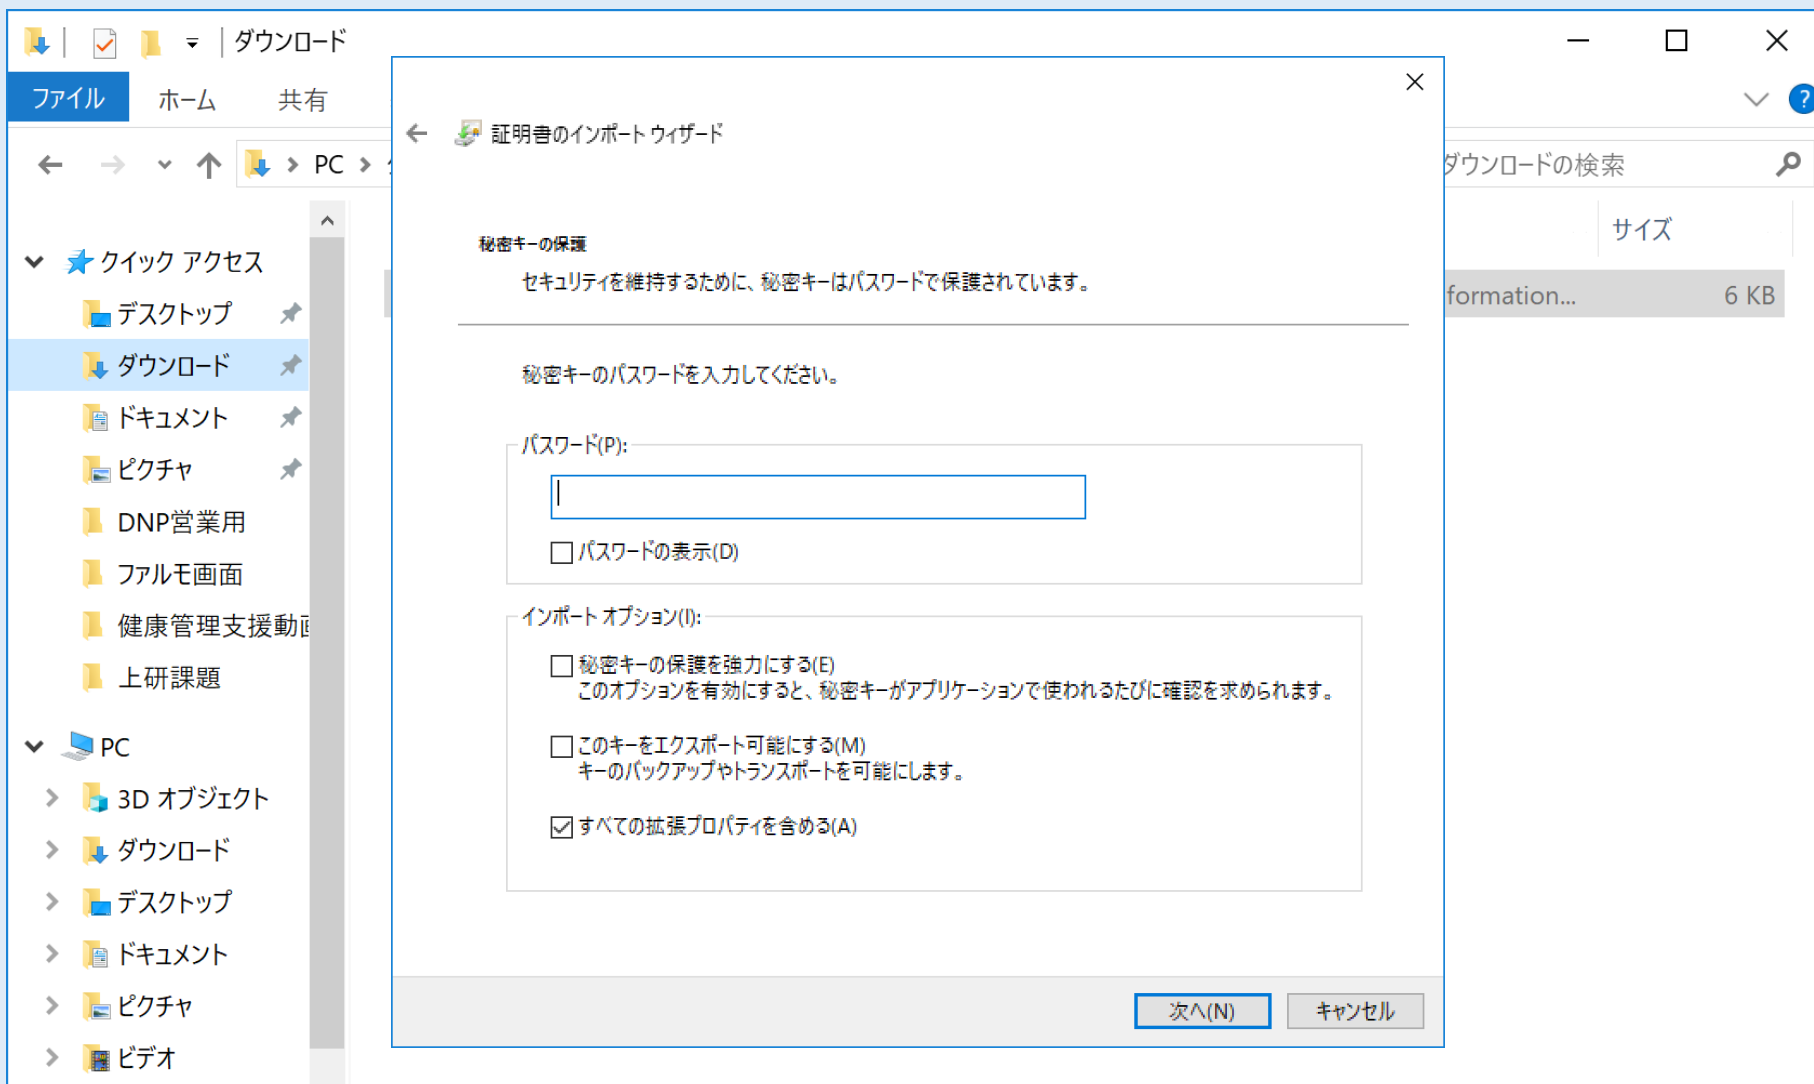 ダウンロード
ファイル
ホーム
共有
PC
ダウンロードの検索
サイズ
formation...
6 KB
クイック アクセス
デスクトップ
ダウンロード
ドキュメント
ピクチャ
DNP営業用
ファルモ画面
健康管理支援動画
上研課題
PC
3D オブジェクト
ダウンロード
デスクトップ
ドキュメント
ピクチャ
ビデオ
証明書のインポート ウィザード
秘密キーの保護
セキュリティを維持するために、秘密キーはパスワードで保護されています。
秘密キーのパスワードを入力してください。
パスワード(P):
パスワードの表示(D)
インポート オプション(I):
秘密キーの保護を強力にする(E)
このオプションを有効にすると、秘密キーがアプリケーションで使われるたびに確認を求められます。
このキーをエクスポート可能にする(M)
キーのバックアップやトランスポートを可能にします。
すべての拡張プロパティを含める(A)
次へ(N)
キャンセル